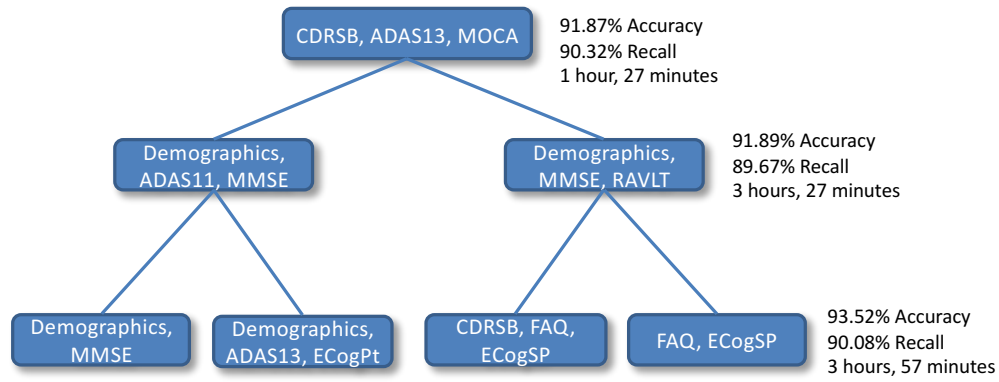 CDRSB, ADAS13, MOCA
91.87% Accuracy
90.32% Recall
1 hour, 27 minutes
Demographics,
ADAS11, MMSE
Demographics,
MMSE, RAVLT
91.89% Accuracy
89.67% Recall
3 hours, 27 minutes
Demographics,
MMSE
Demographics,
ADAS13, ECogPt
CDRSB, FAQ,
ECogSP
FAQ, ECogSP
93.52% Accuracy
90.08% Recall
3 hours, 57 minutes